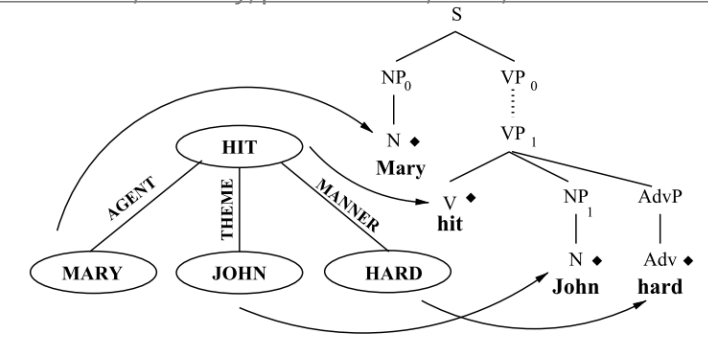 S
NP0 VP0
VP1
HIT
N ◆
Mary
AGENT
THEME
MANNER
V ◆
hit
NP1 AdvP
MARY JOHN HARD
N ◆ Adv ◆
John hard